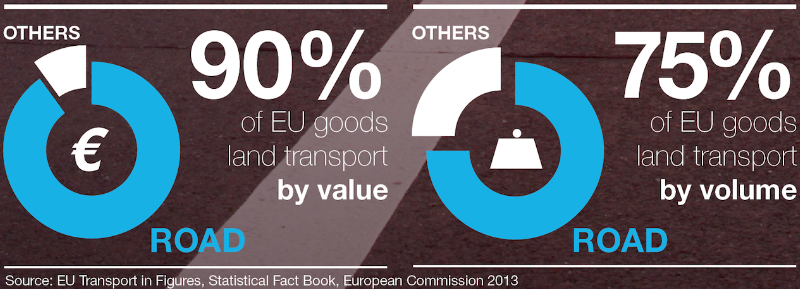 OTHERS
90%
of EU goods
land transport
by value
€
ROAD
OTHERS
75%
of EU goods
land transport
by volume
ROAD
Source: EU Transport in Figures, Statistical Fact Book, European Commission 2013